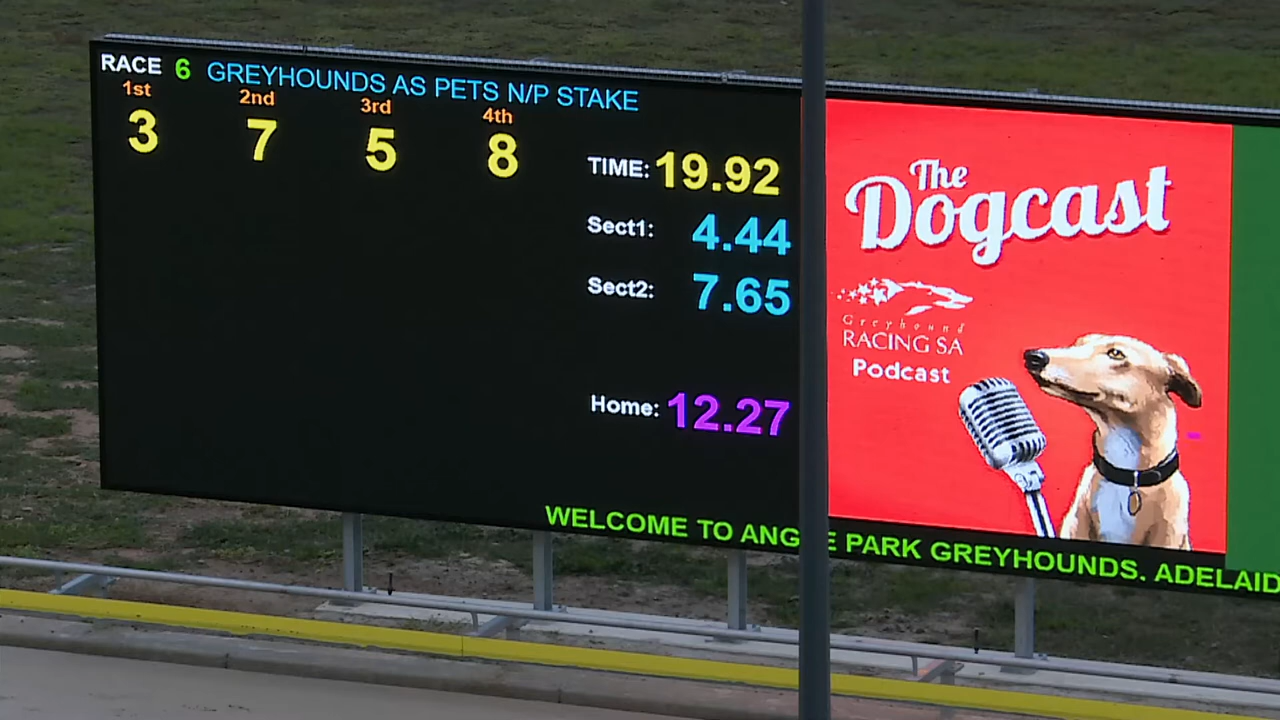 RACE 6 GREYHOUNDS AS PETS N/P STAKE
1st 2nd 3rd 4th
3 7 5 8
TIME: 19.92
Sect1: 4.44
Sect2: 7.65
Home: 12.27
The
Dogcast
Greyhound
RACING SA
Podcast
WELCOME TO ANG E PARK GREYHOUNDS. ADELAID